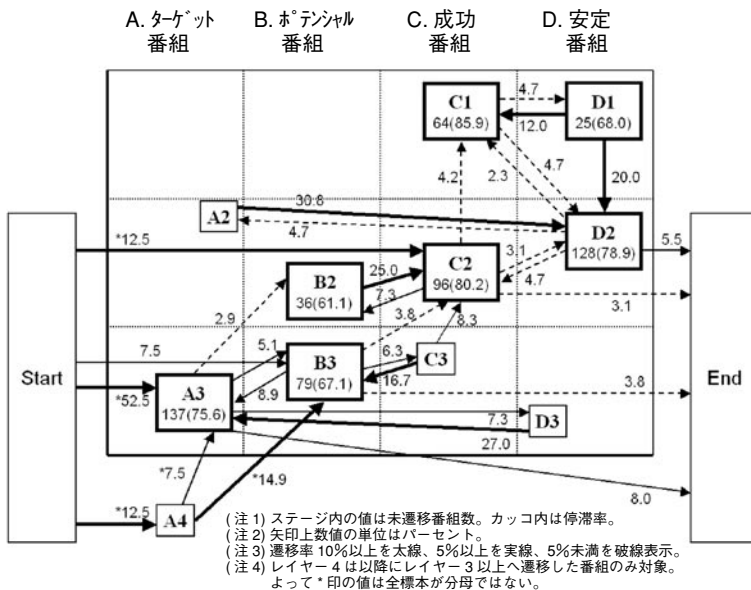 A. ﾀｰｹﾞｯﾄ
番組
B. ﾎﾟﾃﾝｼｬﾙ
番組
C. 成功
番組
D. 安定
番組
C1
64(85.9)
4.7
D1
25(68.0)
12.0
4.7
2.3
20.0
4.2
A2
30.8
4.7
D2
128(78.9)
5.5
*12.5
B2
36(61.1)
25.0
7.3
C2
96(80.2)
3.1
4.7
3.1
2.9
3.8
8.3
Start
7.5
5.1
B3
79(67.1)
6.3
C3
16.7
End
*52.5
A3
137(75.6)
8.9
3.8
7.3
D3
27.0
*7.5
*14.9
8.0
*12.5
A4
(注 1) ステージ内の値は未遷移番組数。カッコ内は停滞率。
(注 2) 矢印上数値の単位はパーセント。
(注 3) 遷移率 10％以上を太線、5％以上を実線、5％未満を破線表示。
(注 4) レイヤー 4 は以降にレイヤー 3 以上へ遷移した番組のみ対象。
よって * 印の値は全標本が分母ではない。